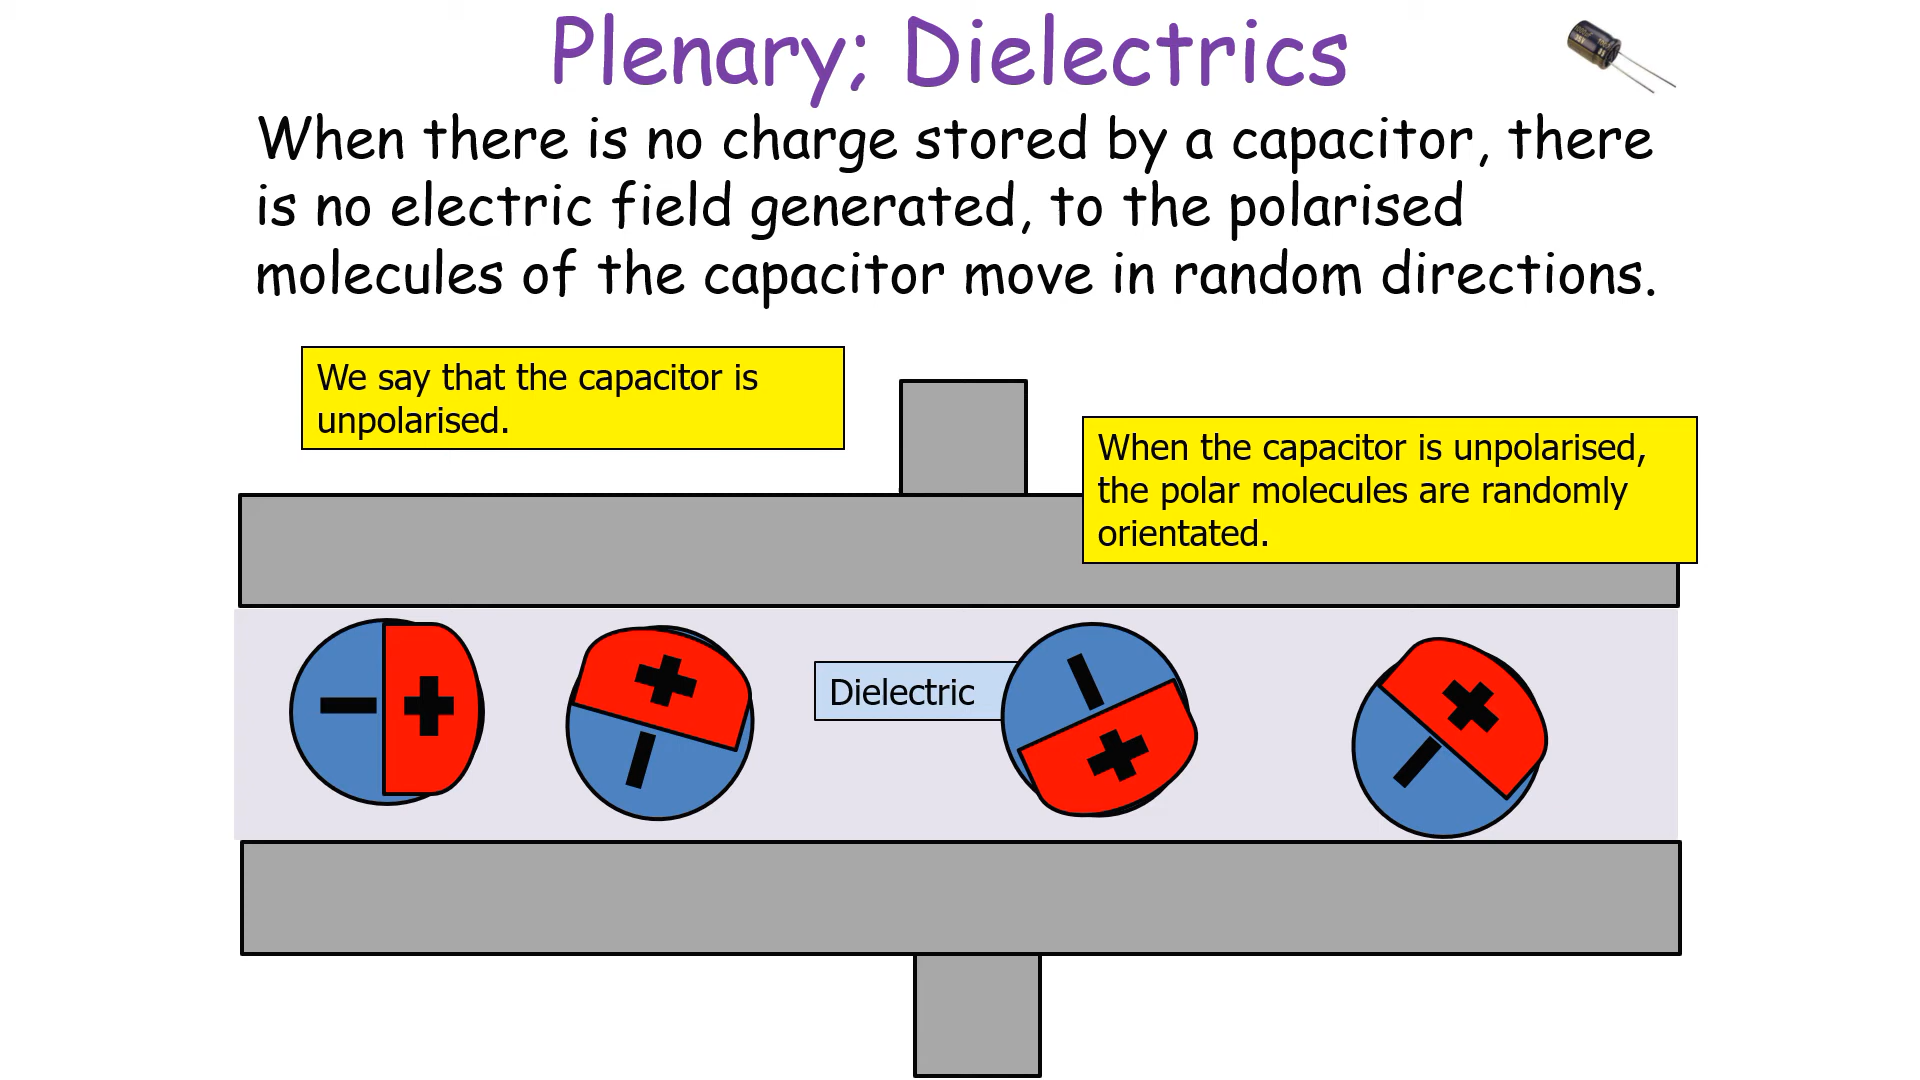 Plenary; Dielectrics
When there is no charge stored by a capacitor, there
is no electric field generated, to the polarised
molecules of the capacitor move in random directions.
We say that the capacitor is
unpolarised.
When the capacitor is unpolarised,
the polar molecules are randomly
orientated.
Dielectric